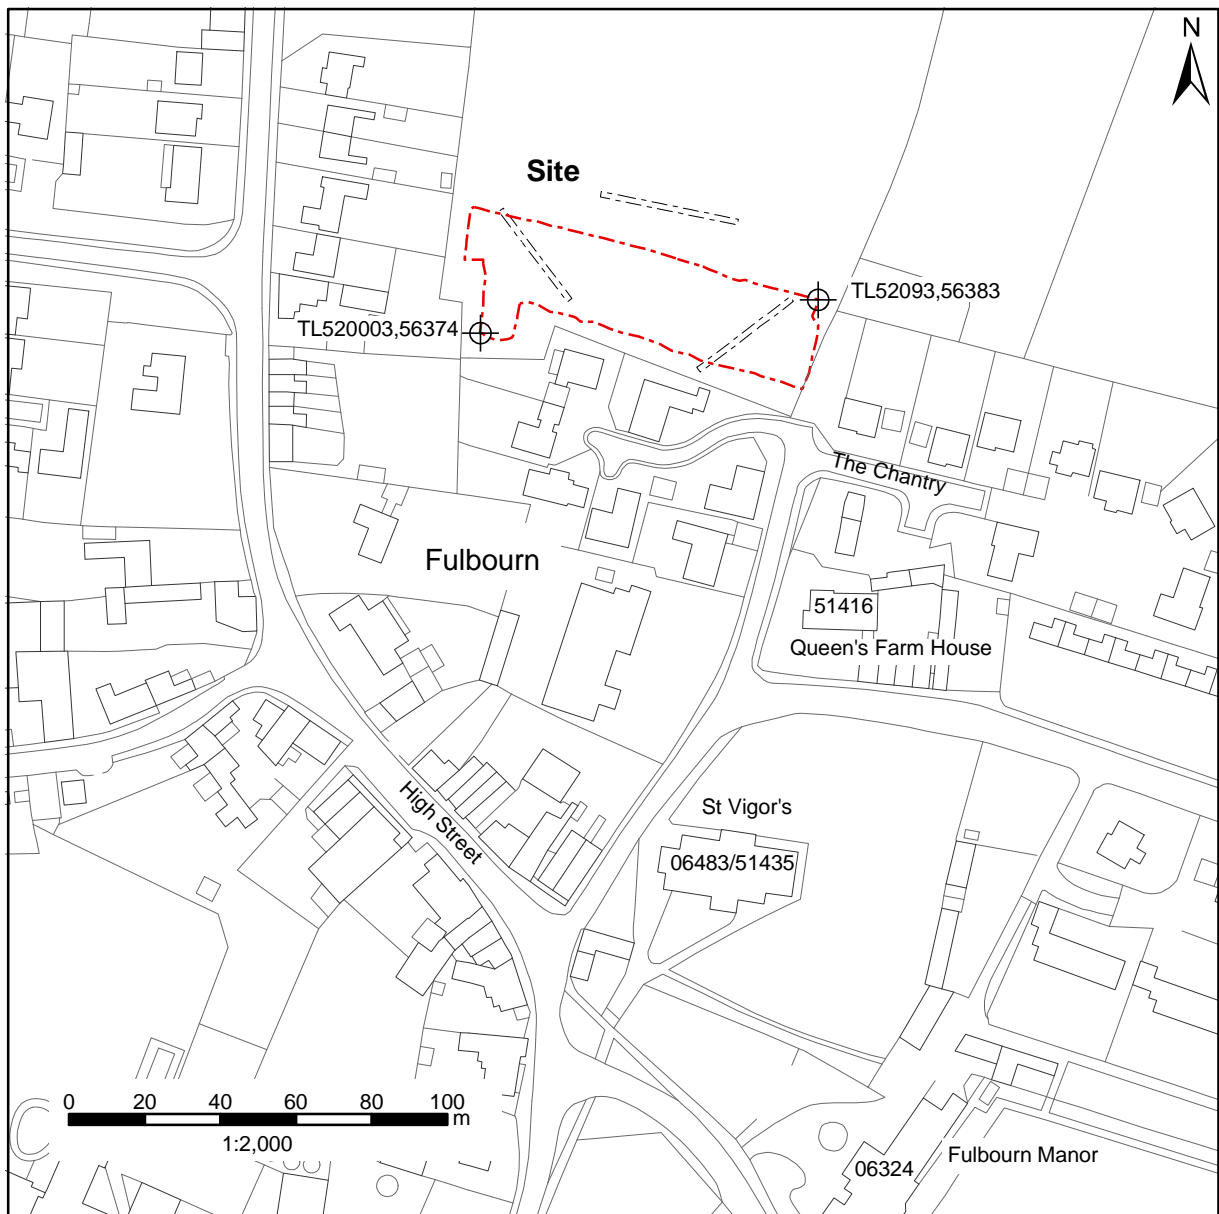 N
Site
TL52093,56383
TL520003,56374
The Chantry
Fulbourn
51416
Queen's Farm House
High Street
St Vigor's
06483/51435
0 20 40 60 80 100
m
1:2,000
Fulbourn Manor
06324